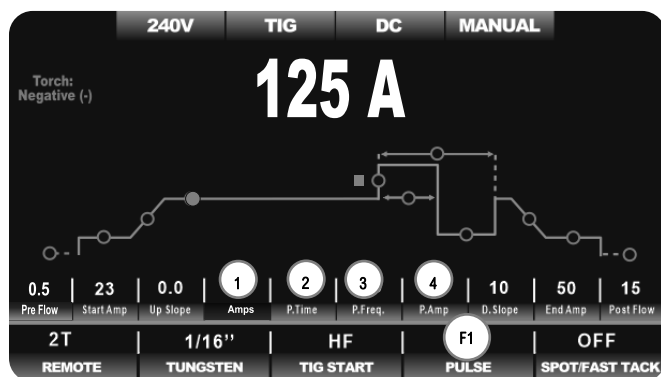 240V TIG DC MANUAL
Torch:
Negative (-)
125 A
0.5 23 0.0 1 2 3 4 10 50 15
Pre Flow Start Amp Up Slope Amps P.Time P.Freq. P.Amp D.Slope End Amp Post Flow
2T 1/16’’ HF F1 OFF
REMOTE TUNGSTEN TIG START PULSE SPOT/FAST TACK